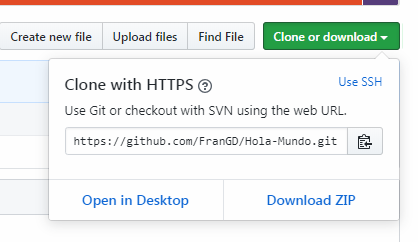 Create new file Upload files Find File Clone or download
Clone with HTTPS Use SSH
Use Git or checkout with SVN using the web URL.
https://github.com/FranGD/Hola-Mundo.git
Open in Desktop Download ZIP